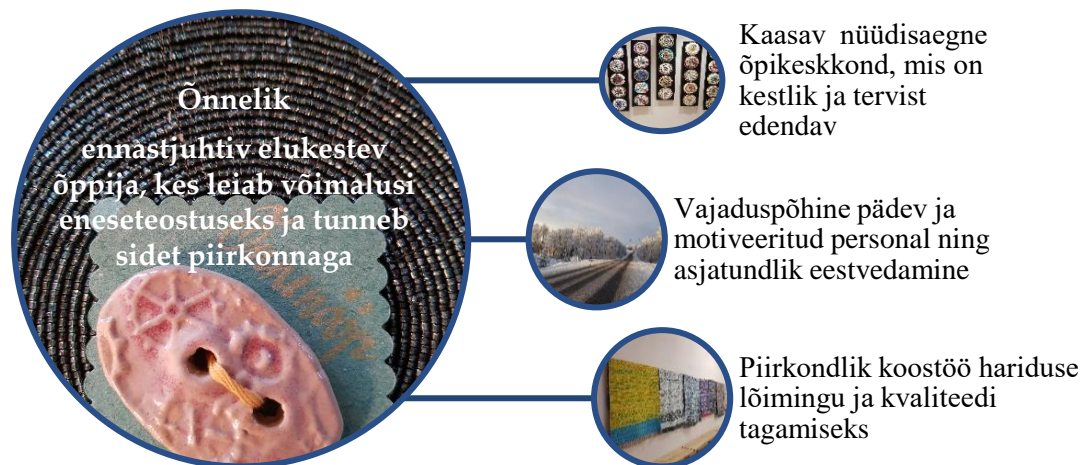 Õnnelik
ennastjuhtiv elukestev
õppija, kes leiab võimalusi
eneseteostuseks ja tunneb
sidet piirkonnaga
Kaasav nüüdisaegne
õpikeskkond, mis on
kestlik ja tervist
edendav
Vajaduspõhine pädev ja
motiveeritud personal ning
asjatundlik eestvedamine
Piirkondlik koostöö hariduse
lõimingu ja kvaliteedi
tagamiseks